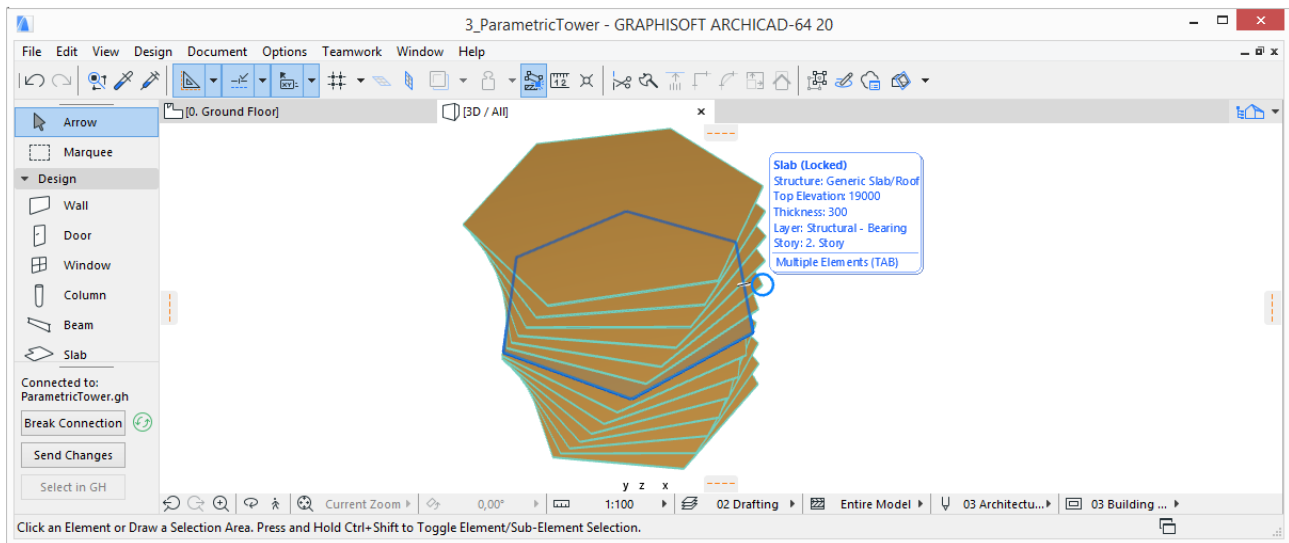 3_ParametricTower - GRAPHISOFT ARCHICAD-64 20
File Edit View Design Document Options Teamwork Window Help
[0. Ground Floor]
[3D / All]
Arrow
Marquee
Design
Wall
Door
Window
Column
Beam
Slab
Slab (Locked)
Structure: Generic Slab/Roof
Top Elevation: 19000
Thickness: 300
Layer: Structural - Bearing
Story: 2. Story
Multiple Elements (TAB)
Connected to:
ParametricTower.gh
Break Connection
Send Changes
Select in GH
y z x
Current Zoom 0,00° 1:100 02 Drafting Entire Model 03 Architectu... 03 Building ...
Click an Element or Draw a Selection Area. Press and Hold Ctrl+Shift to Toggle Element/Sub-Element Selection.